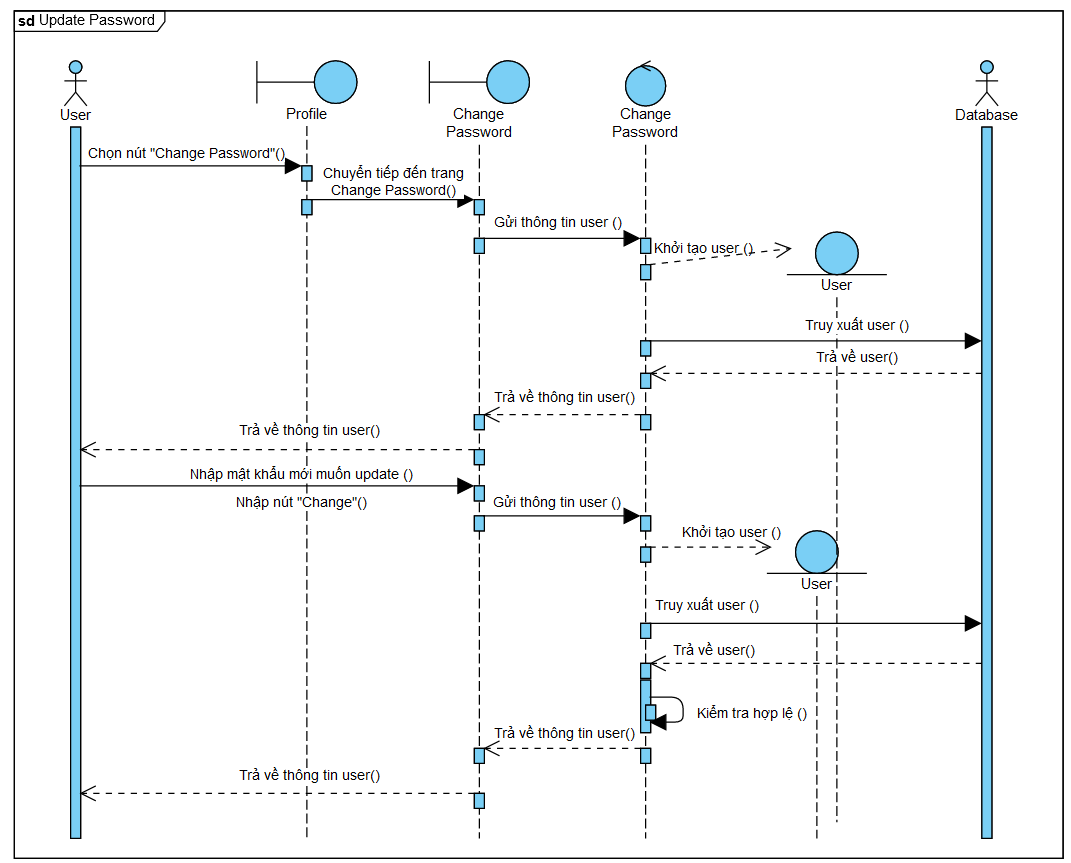 sd Update Password
User
Profile
Change
Password
Change
Password
Database
Chọn nút "Change Password"()
Chuyển tiếp đến trang
Change Password()
Gửi thông tin user ()
Khởi tạo user ()
User
Truy xuất user ()
Trả về user()
Trả về thông tin user()
Trả về thông tin user()
Nhập mật khẩu mới muốn update ()
Nhập nút "Change"()
Gửi thông tin user ()
Khởi tạo user ()
User
Truy xuất user ()
Trả về user()
Kiểm tra hợp lệ ()
Trả về thông tin user()
Trả về thông tin user()